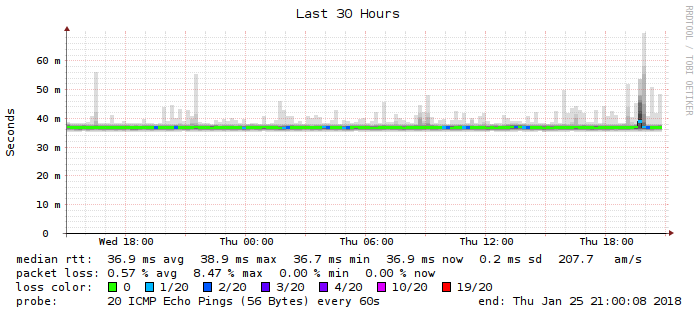 Last 30 Hours
RRDTOOL / TOBI OETIKER
Seconds
60 m
50 m
40 m
30 m
20 m
10 m
0
Wed 18:00 Thu 00:00 Thu 06:00 Thu 12:00 Thu 18:00
median rtt: 36.9 ms avg 38.9 ms max 36.7 ms min 36.9 ms now 0.2 ms sd 207.7 am/s
packet loss: 0.57 % avg 8.47 % max 0.00 % min 0.00 % now
loss color: 0 1/20 2/20 3/20 4/20 10/20 19/20
probe: 20 ICMP Echo Pings (56 Bytes) every 60s end: Thu Jan 25 21:00:08 2018